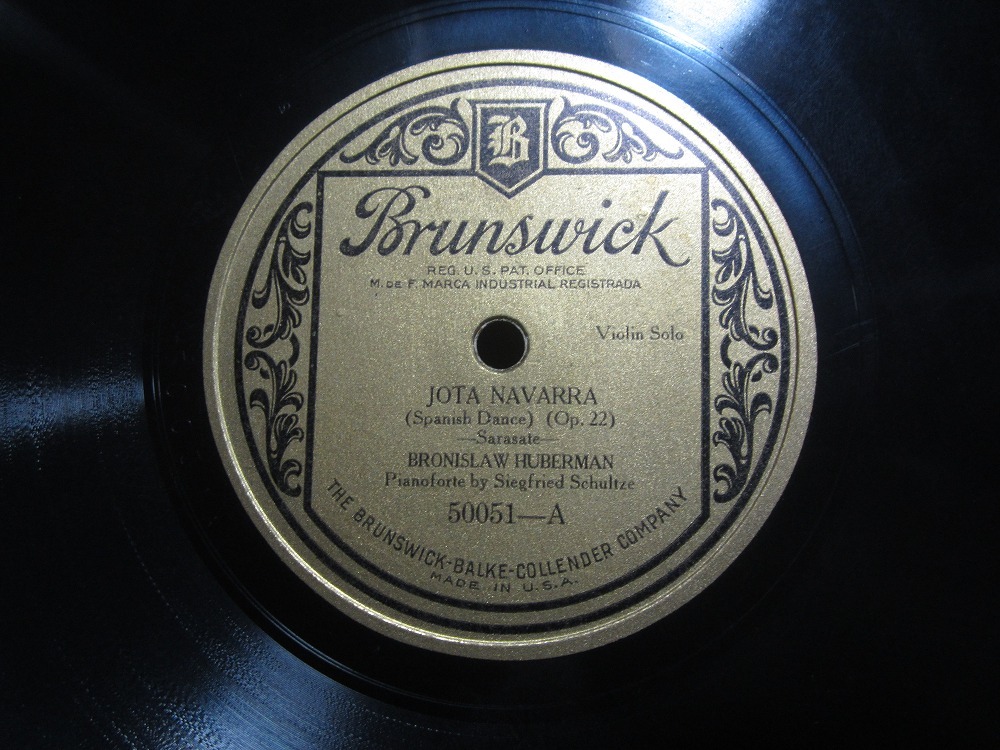 B
Brunswick
REG. U. S. PAT. OFFICE
M. DE F. MARCA INDUSTRIAL REGISTRADA
Violin Solo
JOTA NAVARRA
(Spanish Dance) (Op. 22)
—Sarasate—
BRONISLAW HUBERMAN
Pianoforte by Siegfried Schultze
50051—A
THE BRUNSWICK-BALKE-COLLENDER COMPANY
MADE IN U.S.A.